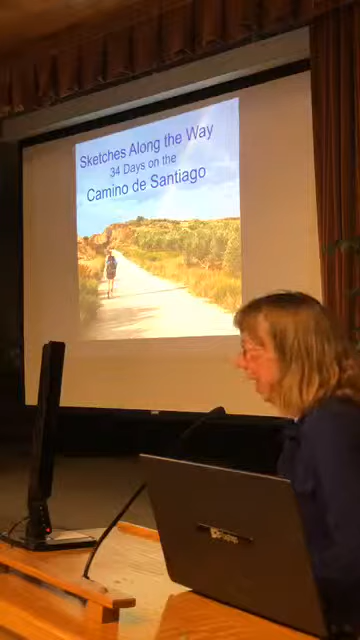 Sketches Along the Way
34 Days on the
Camino de Santiago